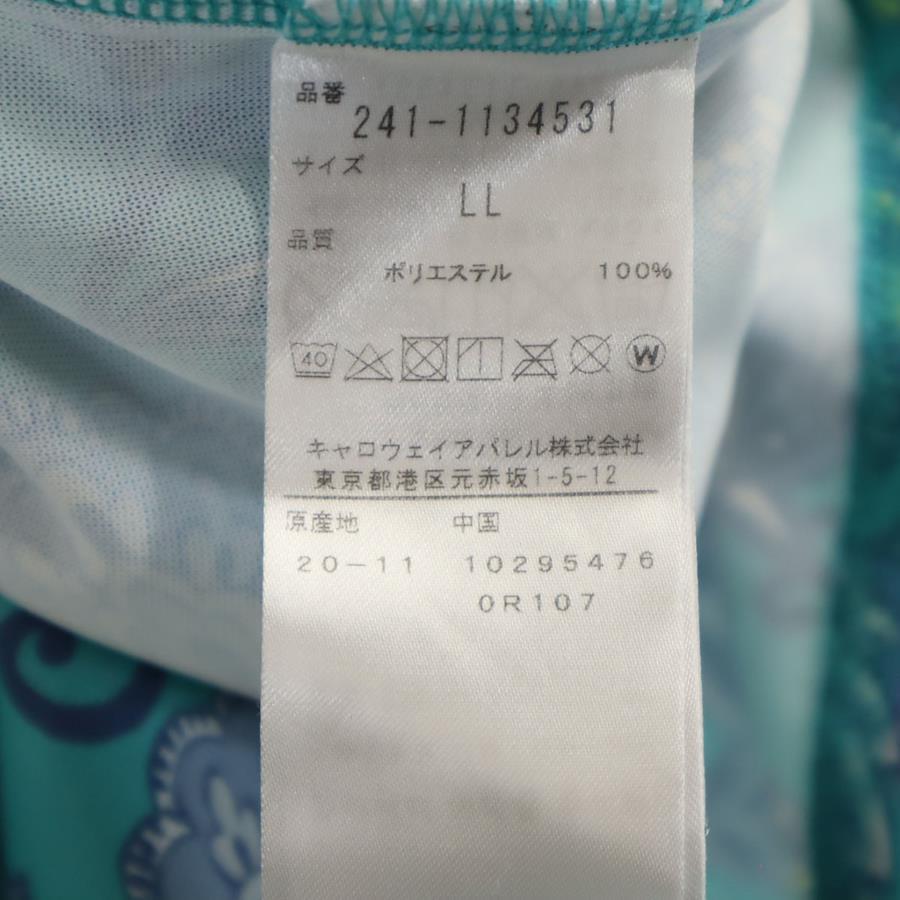 品番
241-1134531
サイズ
LL
品質
ポリエステル 100%
40 W
キャロウェイアパレル株式会社
東京都港区元赤坂1-5-12
原産地 中国
20-11 10295476
0R107